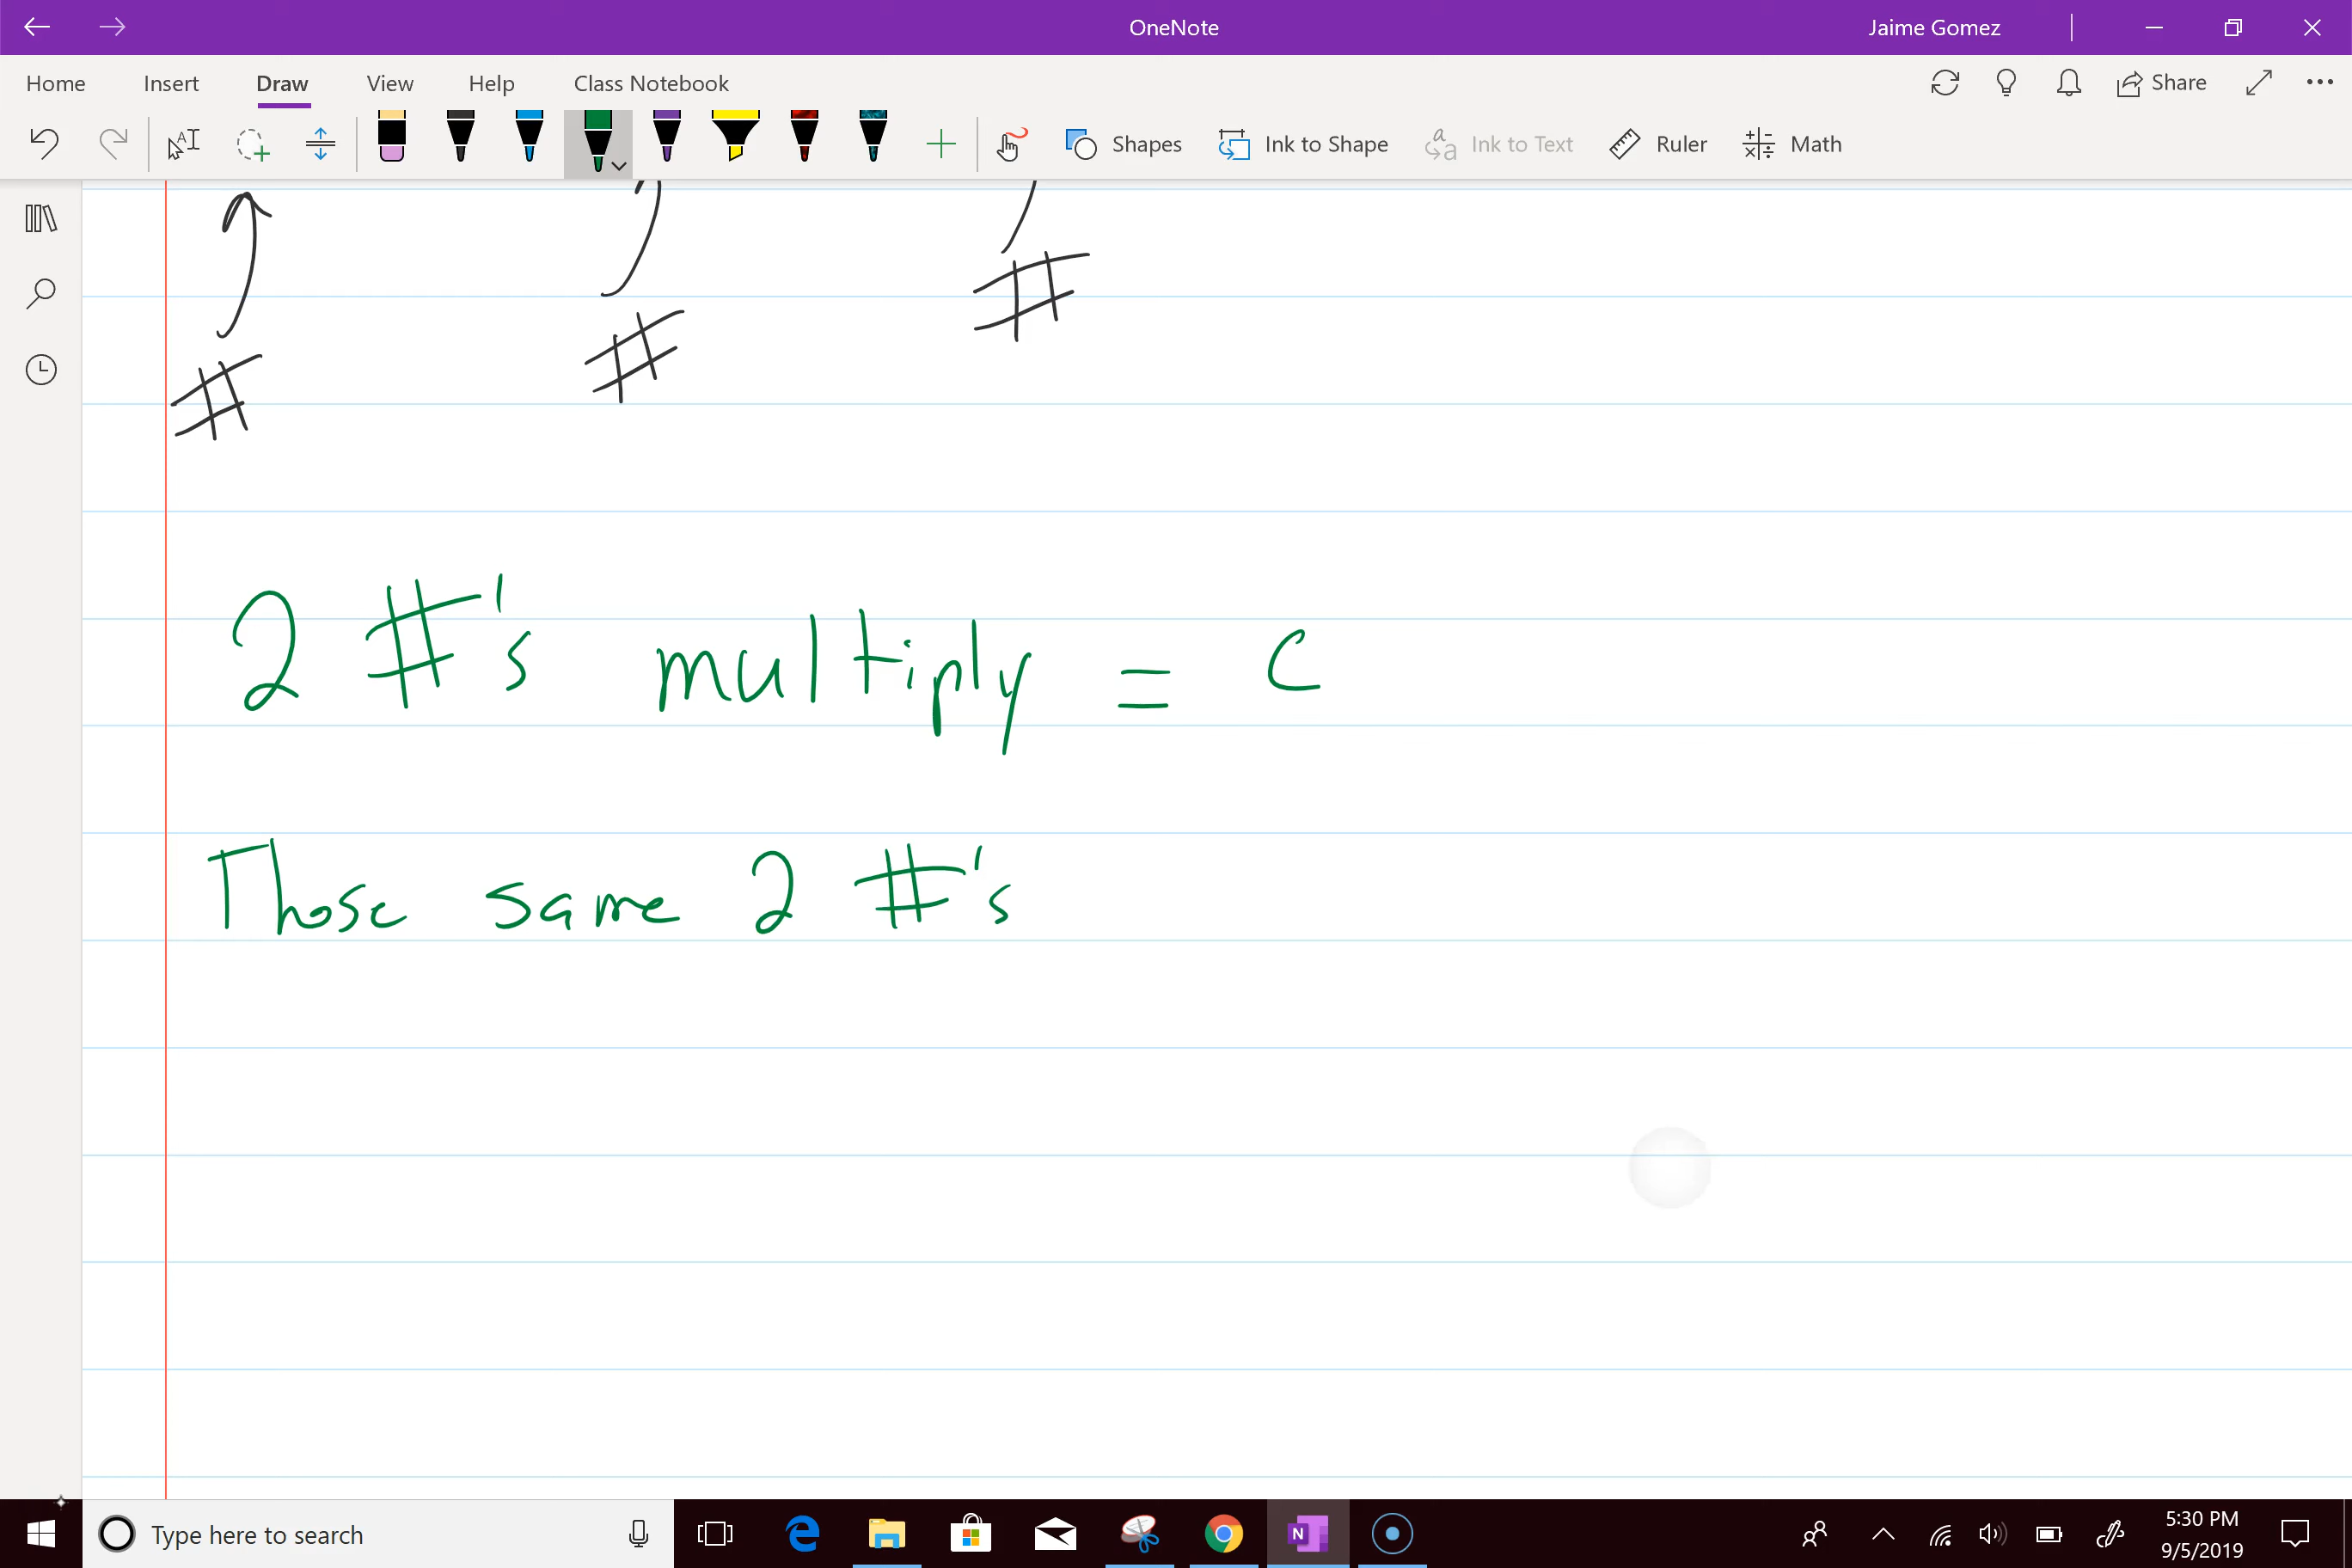 OneNote
Jaime Gomez
Home Insert Draw View Help Class Notebook Share
AI Shapes Ink to Shape a a Ink to Text Ruler Math
# # #
2 #'s multiply = c
Those same 2 #'s
Type here to search
N
5:30 PM
9/5/2019